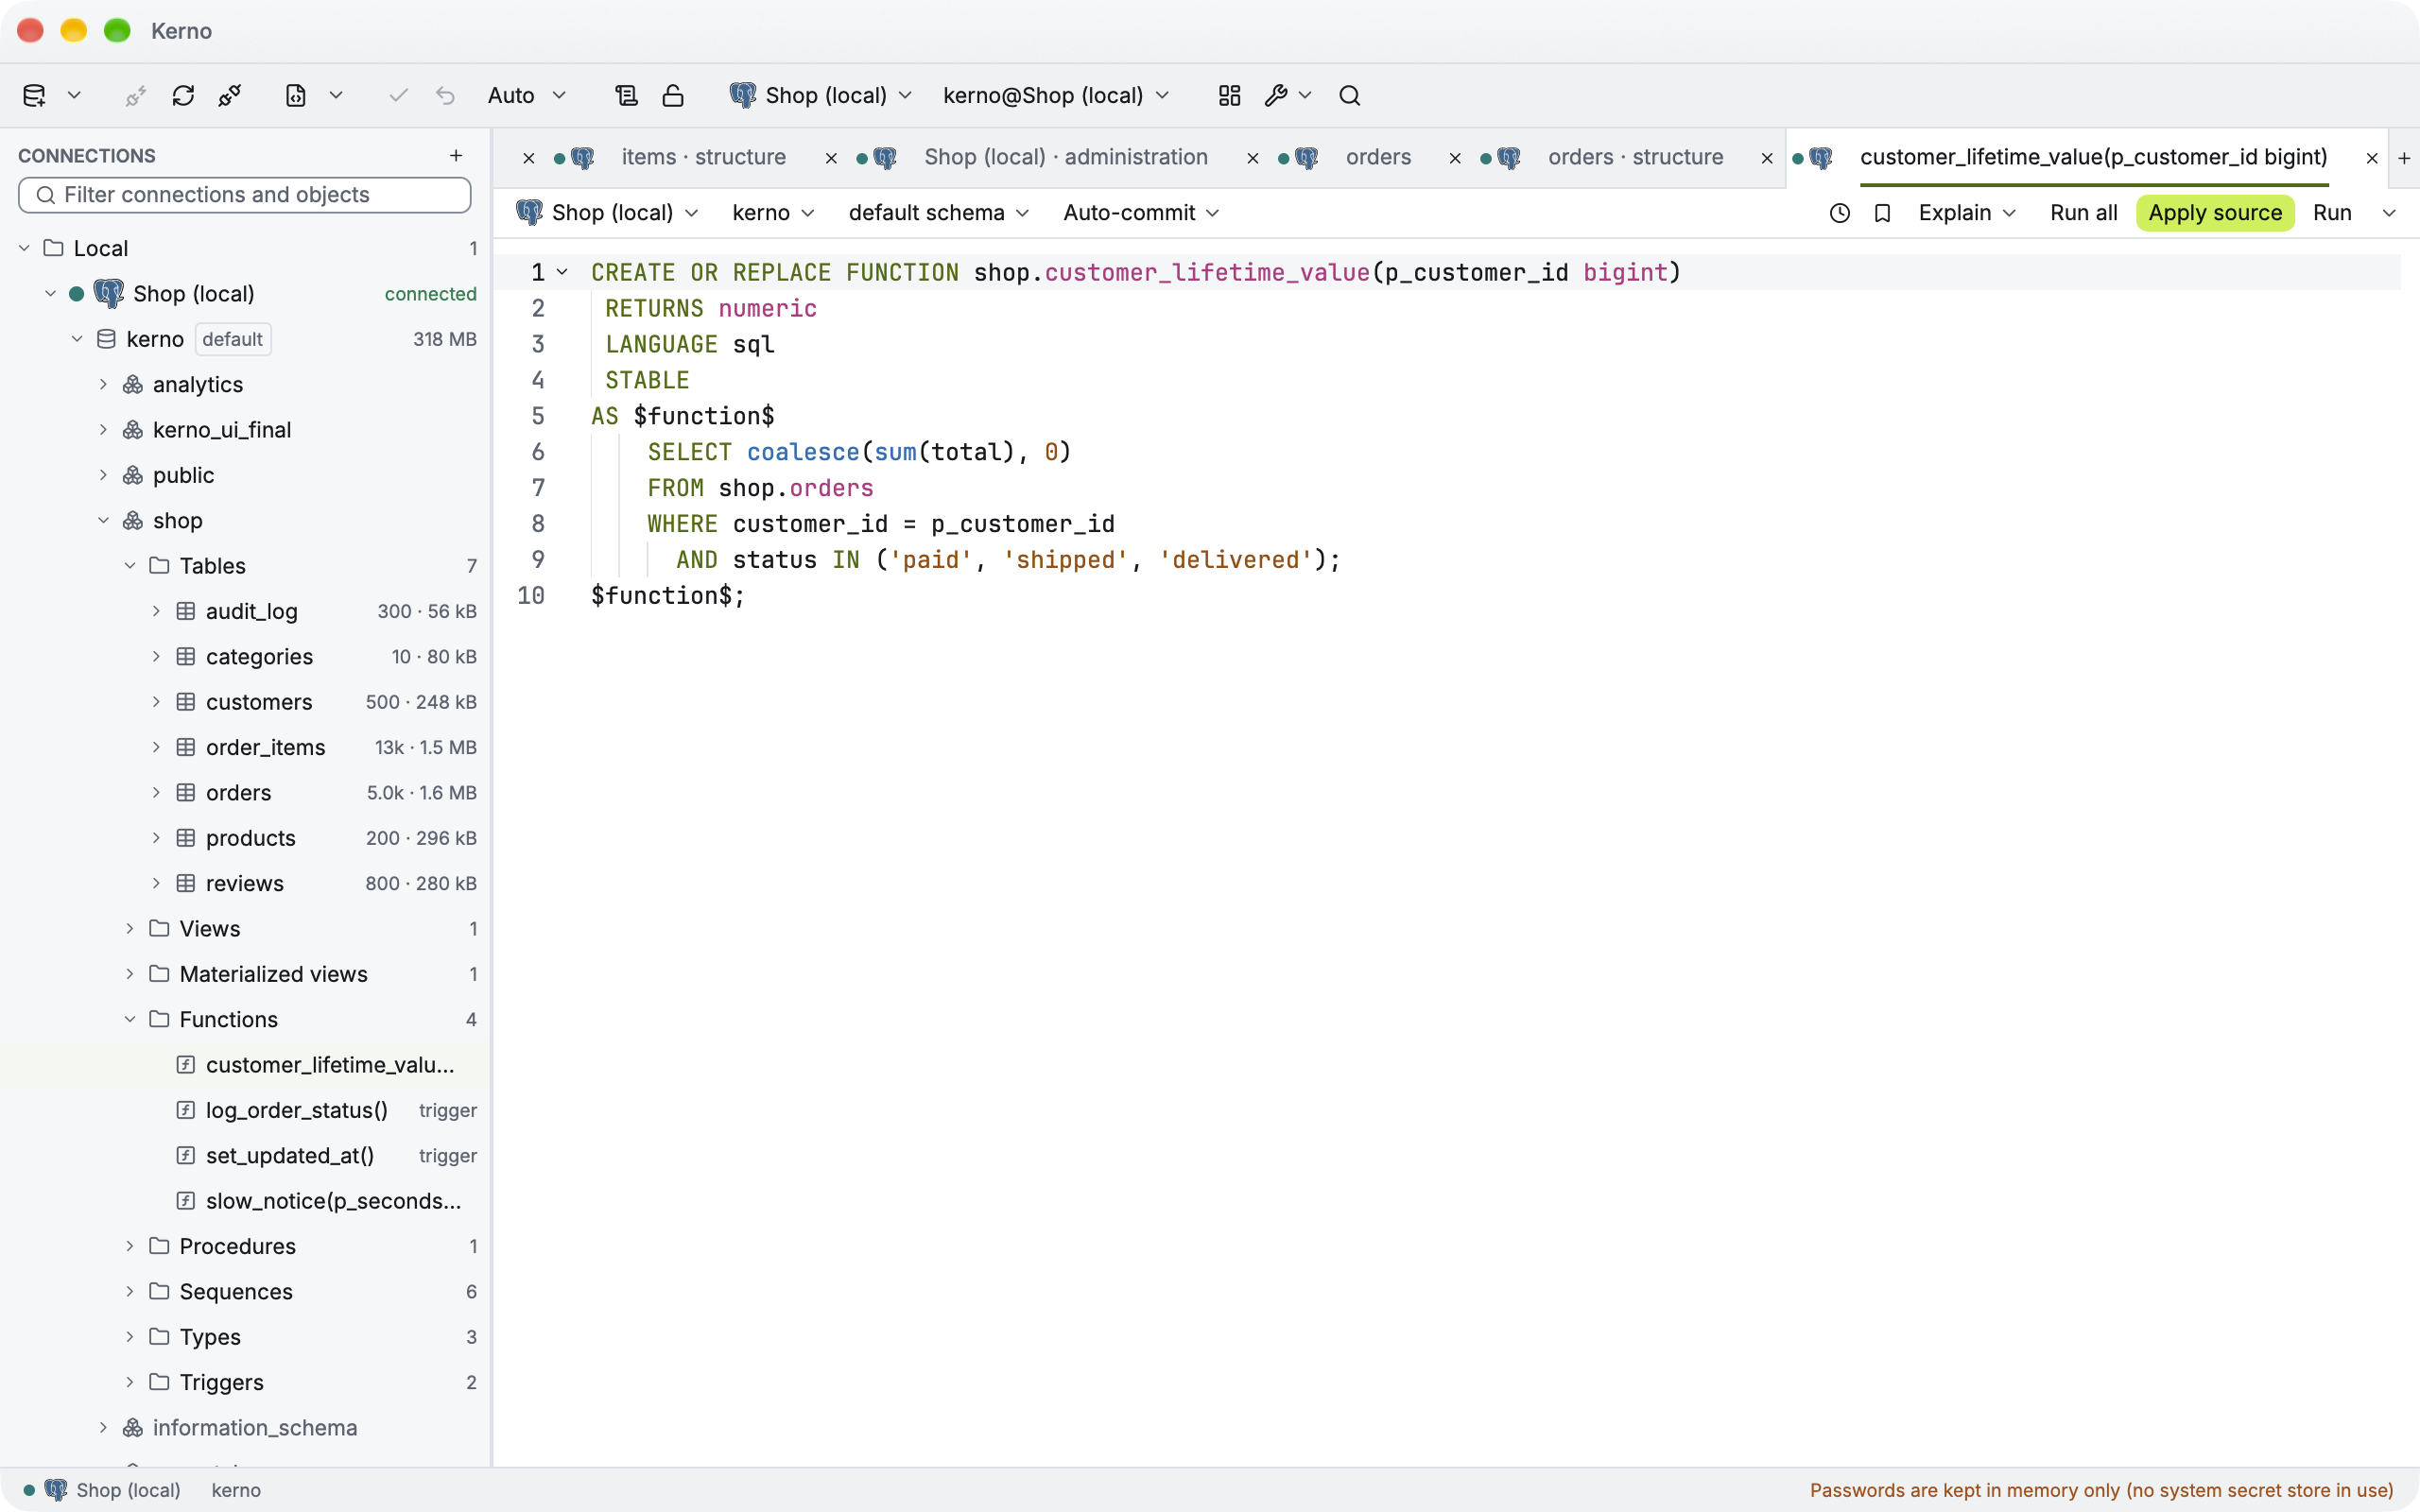 Kerno
Auto
Shop (local)
kerno@Shop (local)
CONNECTIONS
Filter connections and objects
Local 1
Shop (local) connected
kerno default 318 MB
analytics
kerno_ui_final
public
shop
Tables 7
audit_log 300 · 56 kB
categories 10 · 80 kB
customers 500 · 248 kB
order_items 13k · 1.5 MB
orders 5.0k · 1.6 MB
products 200 · 296 kB
reviews 800 · 280 kB
Views 1
Materialized views 1
Functions 4
customer_lifetime_valu...
log_order_status() trigger
set_updated_at() trigger
slow_notice(p_seconds...
Procedures 1
Sequences 6
Types 3
Triggers 2
information_schema
items · structure
Shop (local) · administration
orders
orders · structure
customer_lifetime_value(p_customer_id bigint)
Shop (local) kerno default schema Auto-commit Explain Run all Apply source Run
1 CREATE OR REPLACE FUNCTION shop.customer_lifetime_value(p_customer_id bigint)
2 RETURNS numeric
3 LANGUAGE sql
4 STABLE
5 AS $function$
6 SELECT coalesce(sum(total), 0)
7 FROM shop.orders
8 WHERE customer_id = p_customer_id
9 AND status IN ('paid', 'shipped', 'delivered');
10 $function$;
Shop (local) kerno
Passwords are kept in memory only (no system secret store in use)